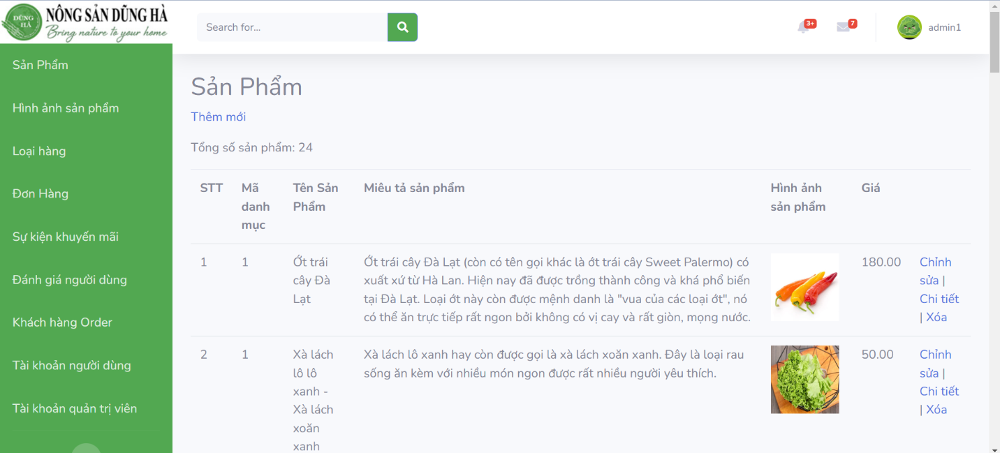 DŨNG
HÀ
NÔNG SẢN DŨNG HÀ
Bring nature to your home
Search for...
3+
7
admin1
Sản Phẩm
Hình ảnh sản phẩm
Loại hàng
Đơn Hàng
Sự kiện khuyến mãi
Đánh giá người dùng
Khách hàng Order
Tài khoản người dùng
Tài khoản quản trị viên
Sản Phẩm
Thêm mới
Tổng số sản phẩm: 24
STT
Mã
danh
mục
Tên Sản
Phẩm
Miêu tả sản phẩm
Hình ảnh
sản phẩm
Giá
1
1
Ớt trái
cây Đà
Lạt
Ớt trái cây Đà Lạt (còn có tên gọi khác là ớt trái cây Sweet Palermo) có
xuất xứ từ Hà Lan. Hiện nay đã được trồng thành công và khá phổ biến
tại Đà Lạt. Loại ớt này còn được mệnh danh là "vua của các loại ớt", nó
có thể ăn trực tiếp rất ngon bởi không có vị cay và rất giòn, mọng nước.
180.00
Chỉnh
sửa |
Chi tiết
| Xóa
2
1
Xà lách
lô lô
xanh -
Xà lách
xoăn
xanh
Xà lách lô xanh hay còn được gọi là xà lách xoăn xanh. Đây là loại rau
sống ăn kèm với nhiều món ngon được rất nhiều người yêu thích.
50.00
Chỉnh
sửa |
Chi tiết
| Xóa